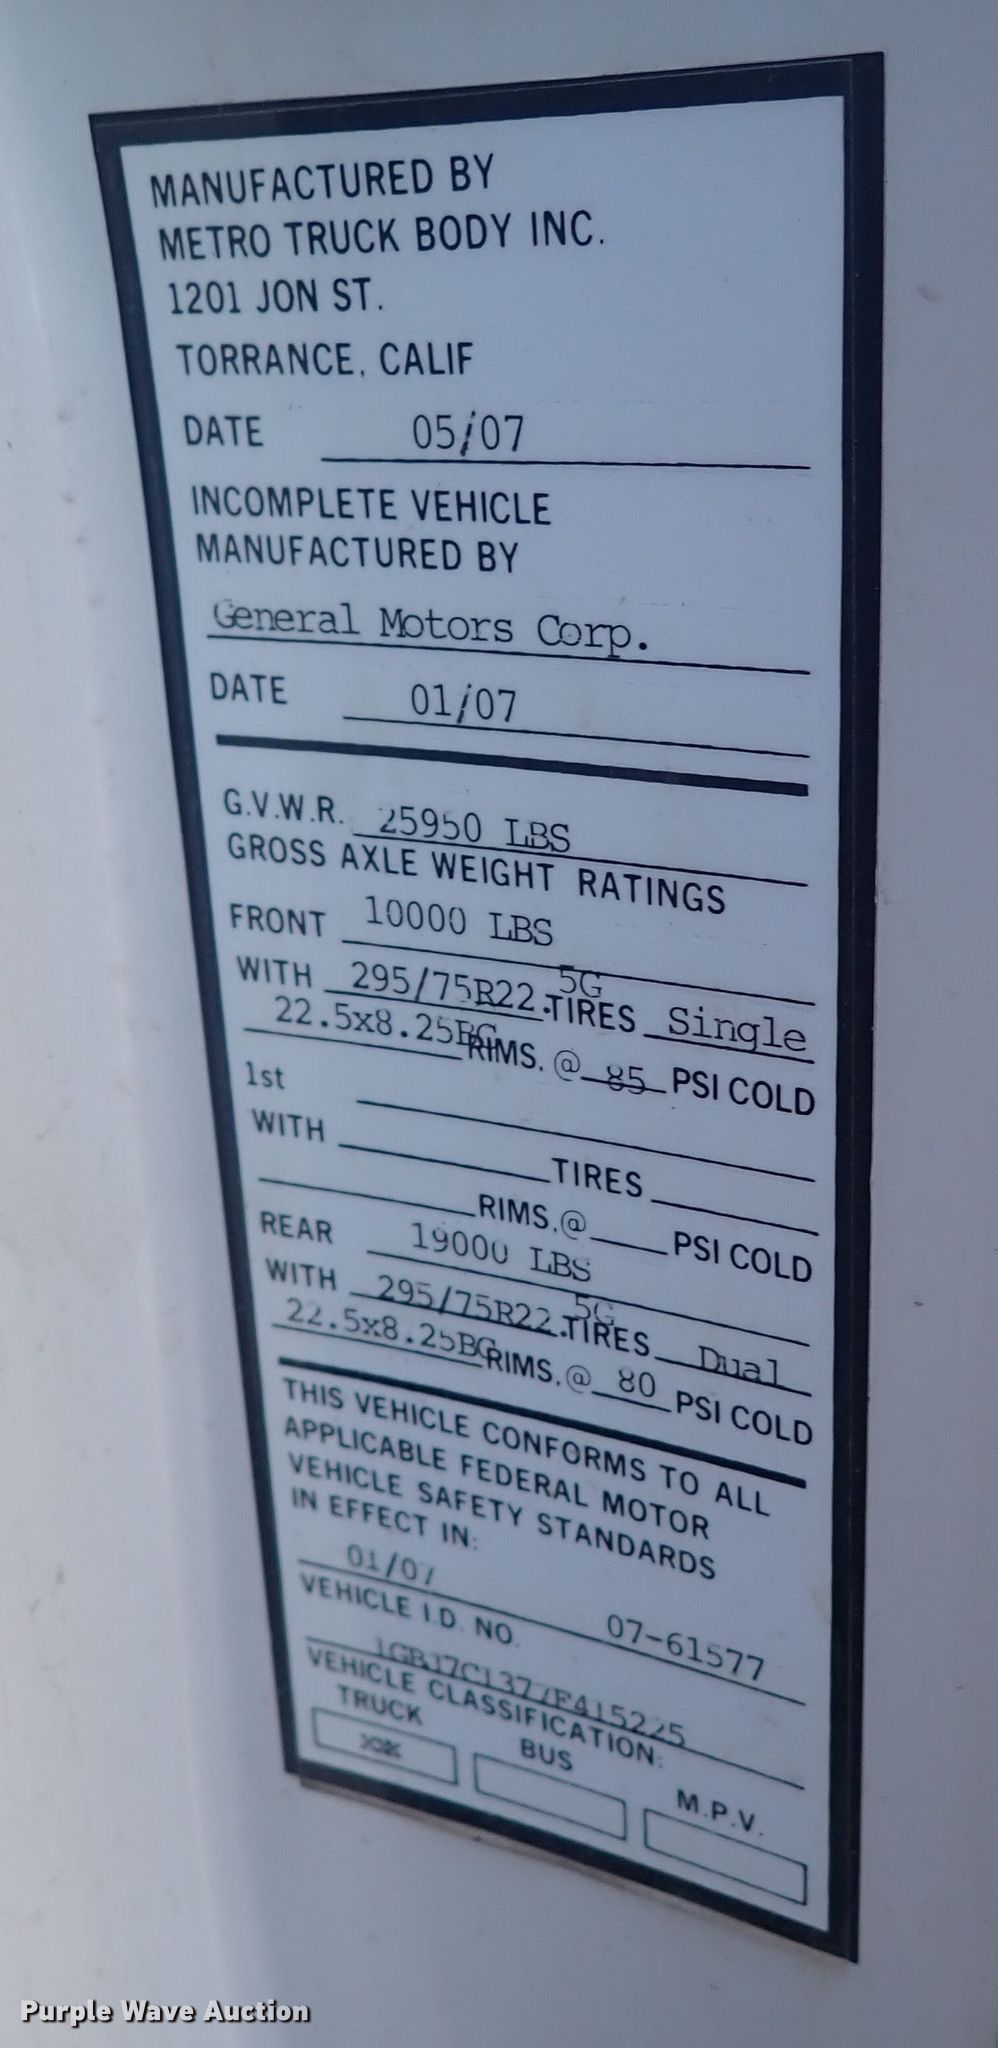 MANUFACTURED BY
METRO TRUCK BODY INC.
1201 JON ST.
TORRANCE, CALIF
DATE 05/07
INCOMPLETE VEHICLE
MANUFACTURED BY
General Motors Corp.
DATE 01/07
G.V.W.R. 25950 LBS
GROSS AXLE WEIGHT RATINGS
FRONT 10000 LBS
WITH 295/75R22.5G TIRES Single
22.5x8.25BG RIMS. @ 85 PSI COLD
1st
WITH TIRES
RIMS.@ PSI COLD
REAR 19000 LBS
WITH 295/75R22.5G TIRES Dual
22.5x8.25BG RIMS.@ 80 PSI COLD
THIS VEHICLE CONFORMS TO ALL
APPLICABLE FEDERAL MOTOR
VEHICLE SAFETY STANDARDS
IN EFFECT IN:
01/07
VEHICLE I.D. NO. 07-61577
VEHICLE CLASSIFICATION:
TRUCK BUS M.P.V.
Purple Wave Auction